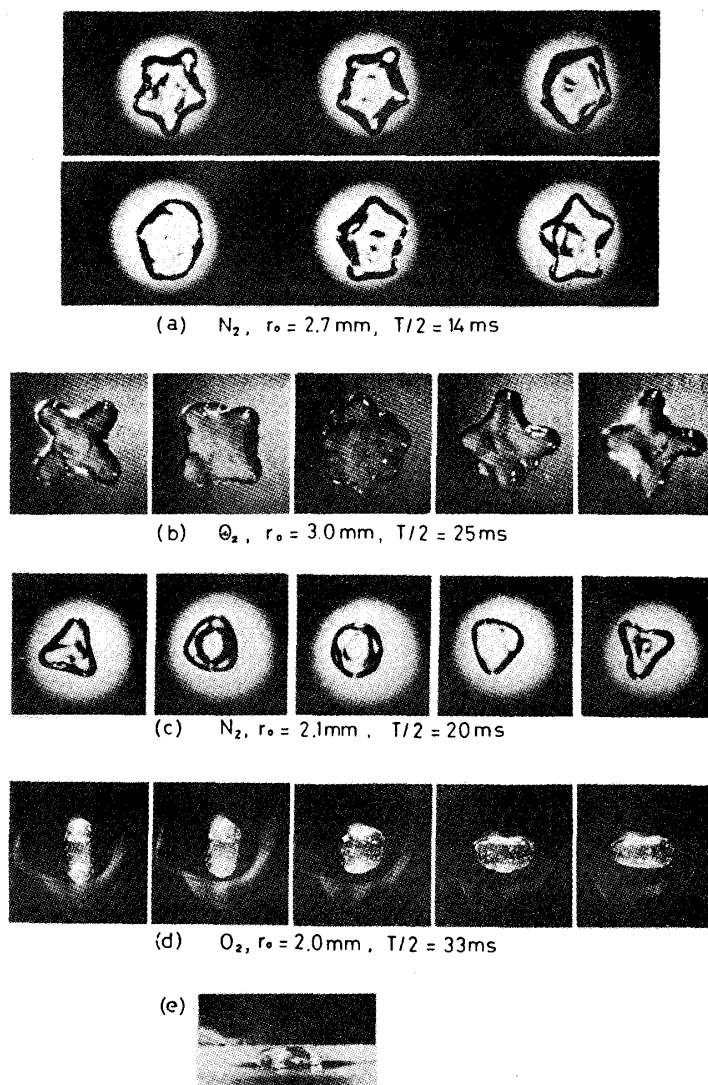 (a) N₂, r₀ = 2.7 mm, T/2 = 14 ms
(b) O₂, r₀ = 3.0 mm, T/2 = 25 ms
(c) N₂, r₀ = 2.1 mm, T/2 = 20 ms
(d) O₂, r₀ = 2.0 mm, T/2 = 33 ms
(e)